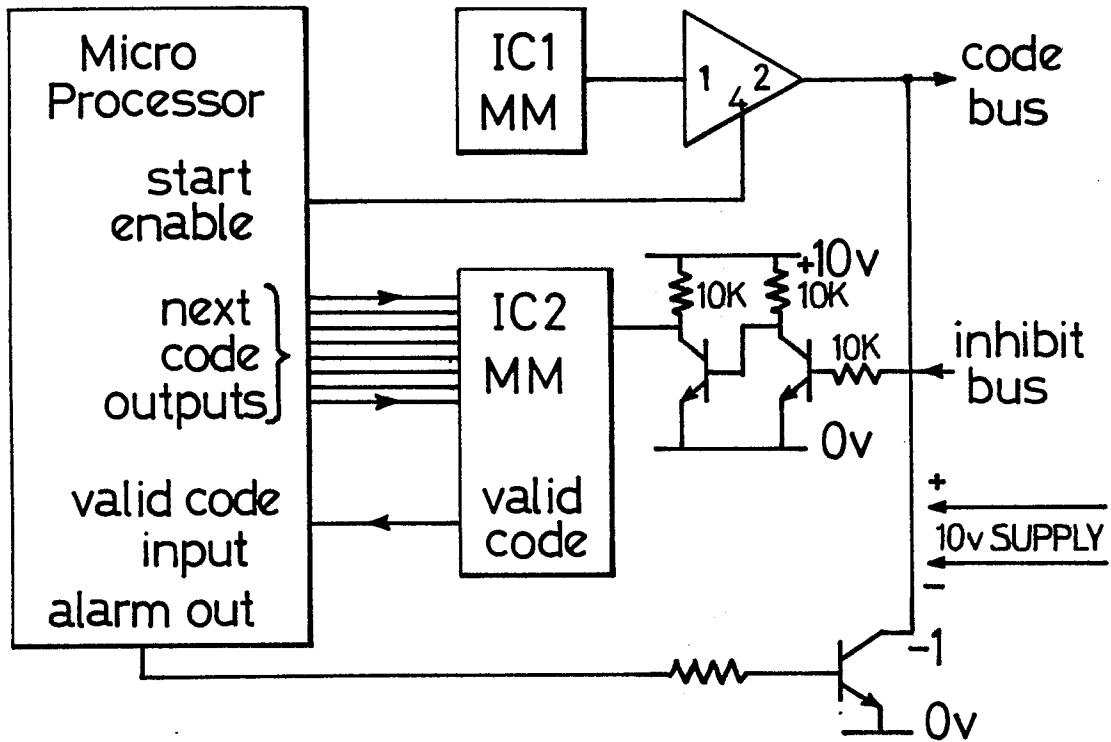 Micro
Processor
start
enable
next
code
outputs
valid code
input
alarm out
IC1
MM
1
2
4
code
bus
IC2
MM
valid
code
+10v
10K
10K
10K
inhibit
bus
0v
+
10v SUPPLY
-
-1
0v